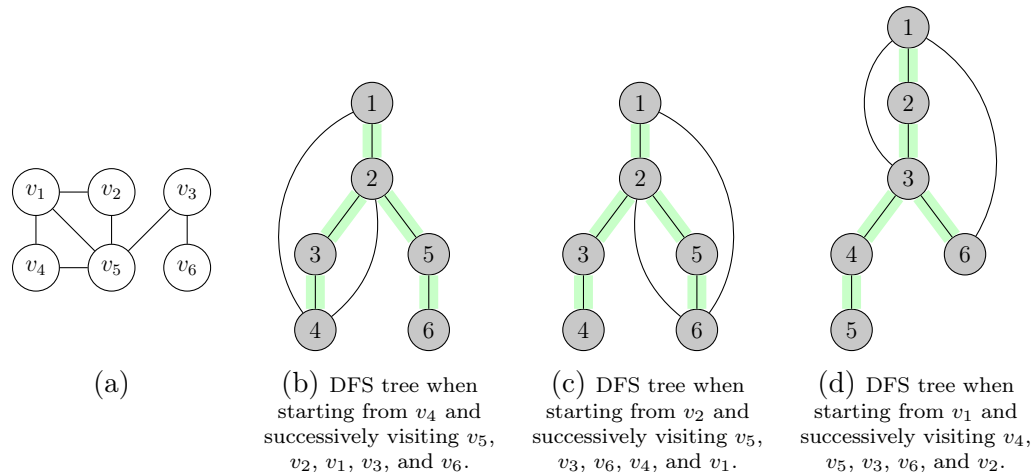 1
1
1
2
v₁
v₂
v₃
2
2
3
v₄
v₅
v₆
3
5
3
5
4
6
4
6
4
6
5
(a)
(b) DFS tree when
starting from v₄ and
successively visiting v₅,
v₂, v₁, v₃, and v₆.
(c) DFS tree when
starting from v₂ and
successively visiting v₅,
v₃, v₆, v₄, and v₁.
(d) DFS tree when
starting from v₁ and
successively visiting v₄,
v₅, v₃, v₆, and v₂.